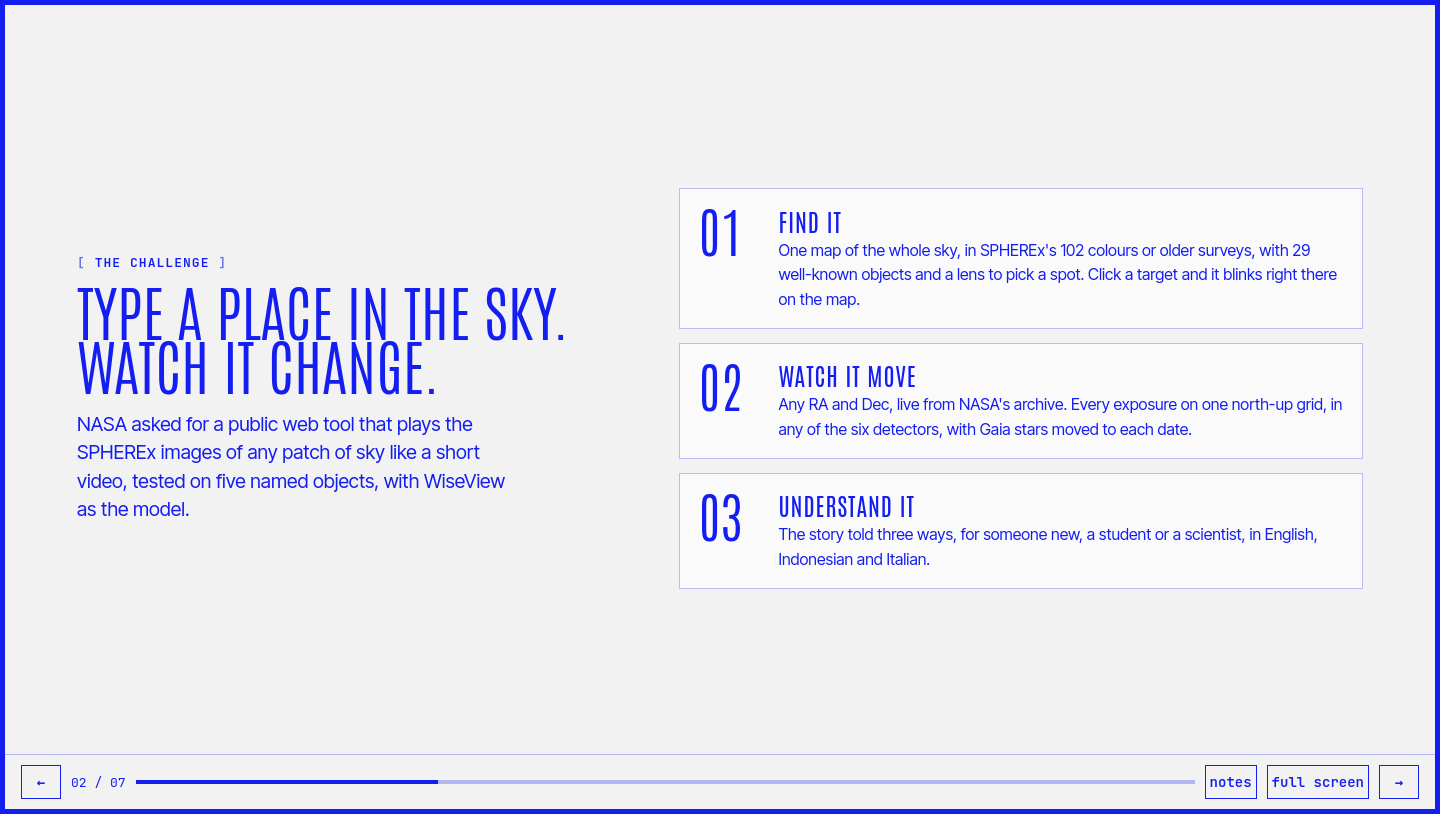 [ THE CHALLENGE ]
TYPE A PLACE IN THE SKY.
WATCH IT CHANGE.
NASA asked for a public web tool that plays the
SPHEREx images of any patch of sky like a short
video, tested on five named objects, with WiseView
as the model.
01
FIND IT
One map of the whole sky, in SPHEREx's 102 colours or older surveys, with 29
well-known objects and a lens to pick a spot. Click a target and it blinks right there
on the map.
02
WATCH IT MOVE
Any RA and Dec, live from NASA's archive. Every exposure on one north-up grid, in
any of the six detectors, with Gaia stars moved to each date.
03
UNDERSTAND IT
The story told three ways, for someone new, a student or a scientist, in English,
Indonesian and Italian.
← 02 / 07 notes full screen →